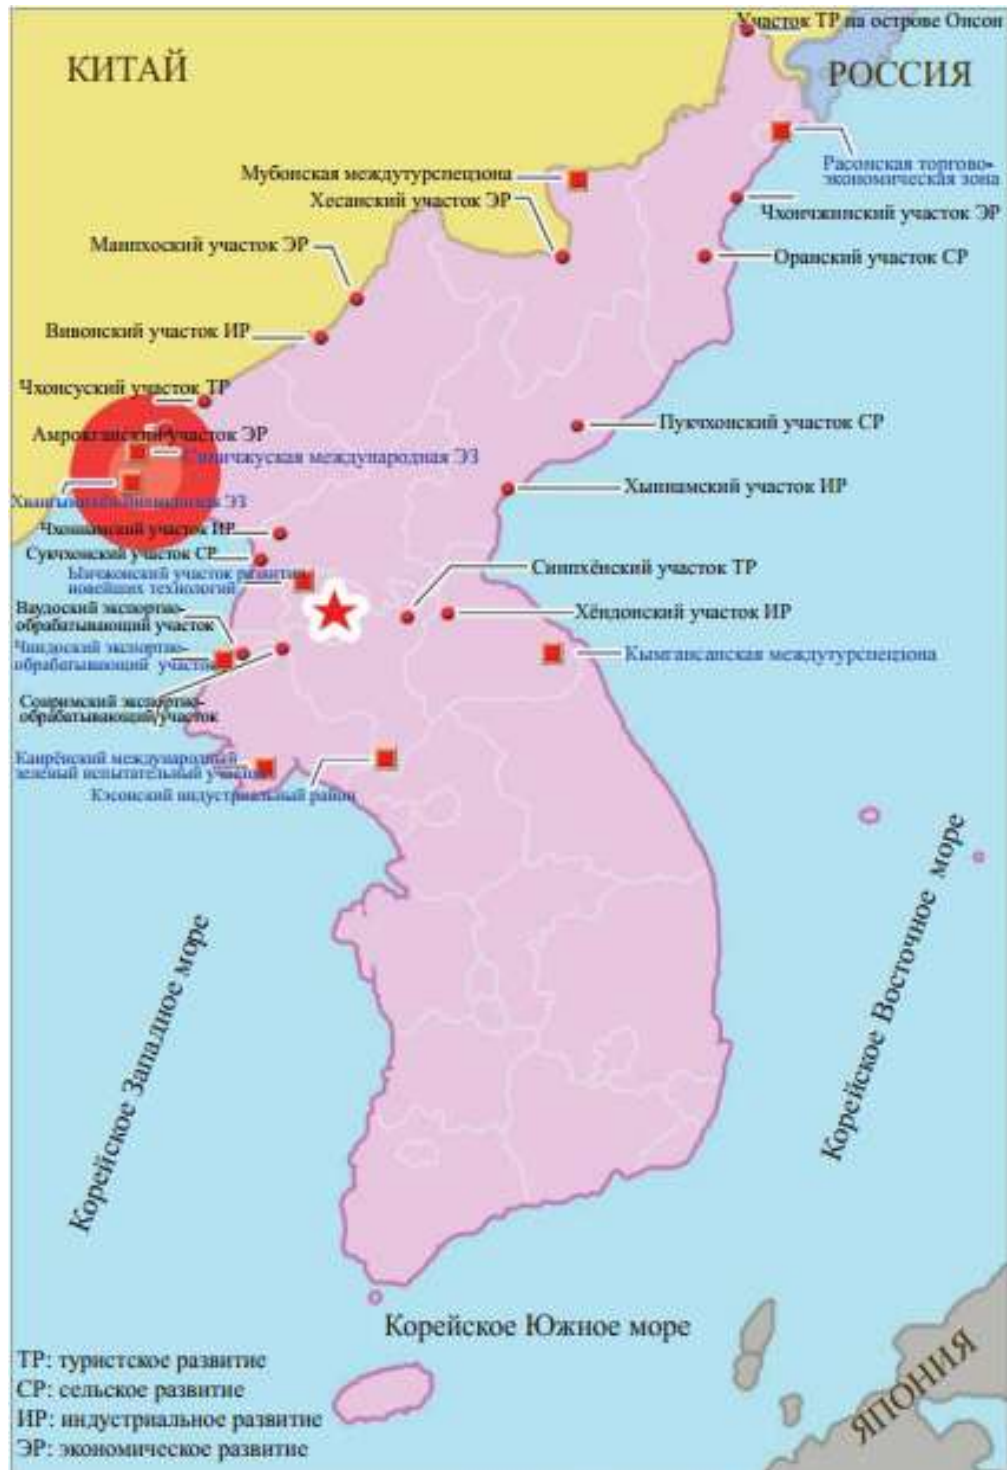 Участок ТР на острове Онсон
КИТАЙ
РОССИЯ
Расонская торгово-
экономическая зона
Мубонская междутурспецзона
Хесанский участок ЭР
Чхончжинский участок ЭР
Манпхоский участок ЭР
Оранский участок СР
Вивонский участок ИР
Чхонсуский участок ТР
Пукчхонский участок СР
Амрокганский участок ЭР
Синичжуская международная ЭЗ
ЭЗ
Хыннамский участок ИР
Чхоннамский участок ИР
Сукчхонский участок СР
Синпхёнский участок ТР
Ынчжонский участок развития
новейших технологий
Ваудоский экспортно-
обрабатывающий участок
Хёндонский участок ИР
Чиндоский экспортно-
обрабатывающий участок
Кымгансанская междутурспецзона
Сонримский экспортно-
обрабатывающий участок
Канрёнский международный
зеленый испытательный участок
Кэсонский индустриальный район
Корейское Западное море
Корейское Восточное море
Корейское Южное море
ЯПОНИЯ
ТР: туристское развитие
СР: сельское развитие
ИР: индустриальное развитие
ЭР: экономическое развитие